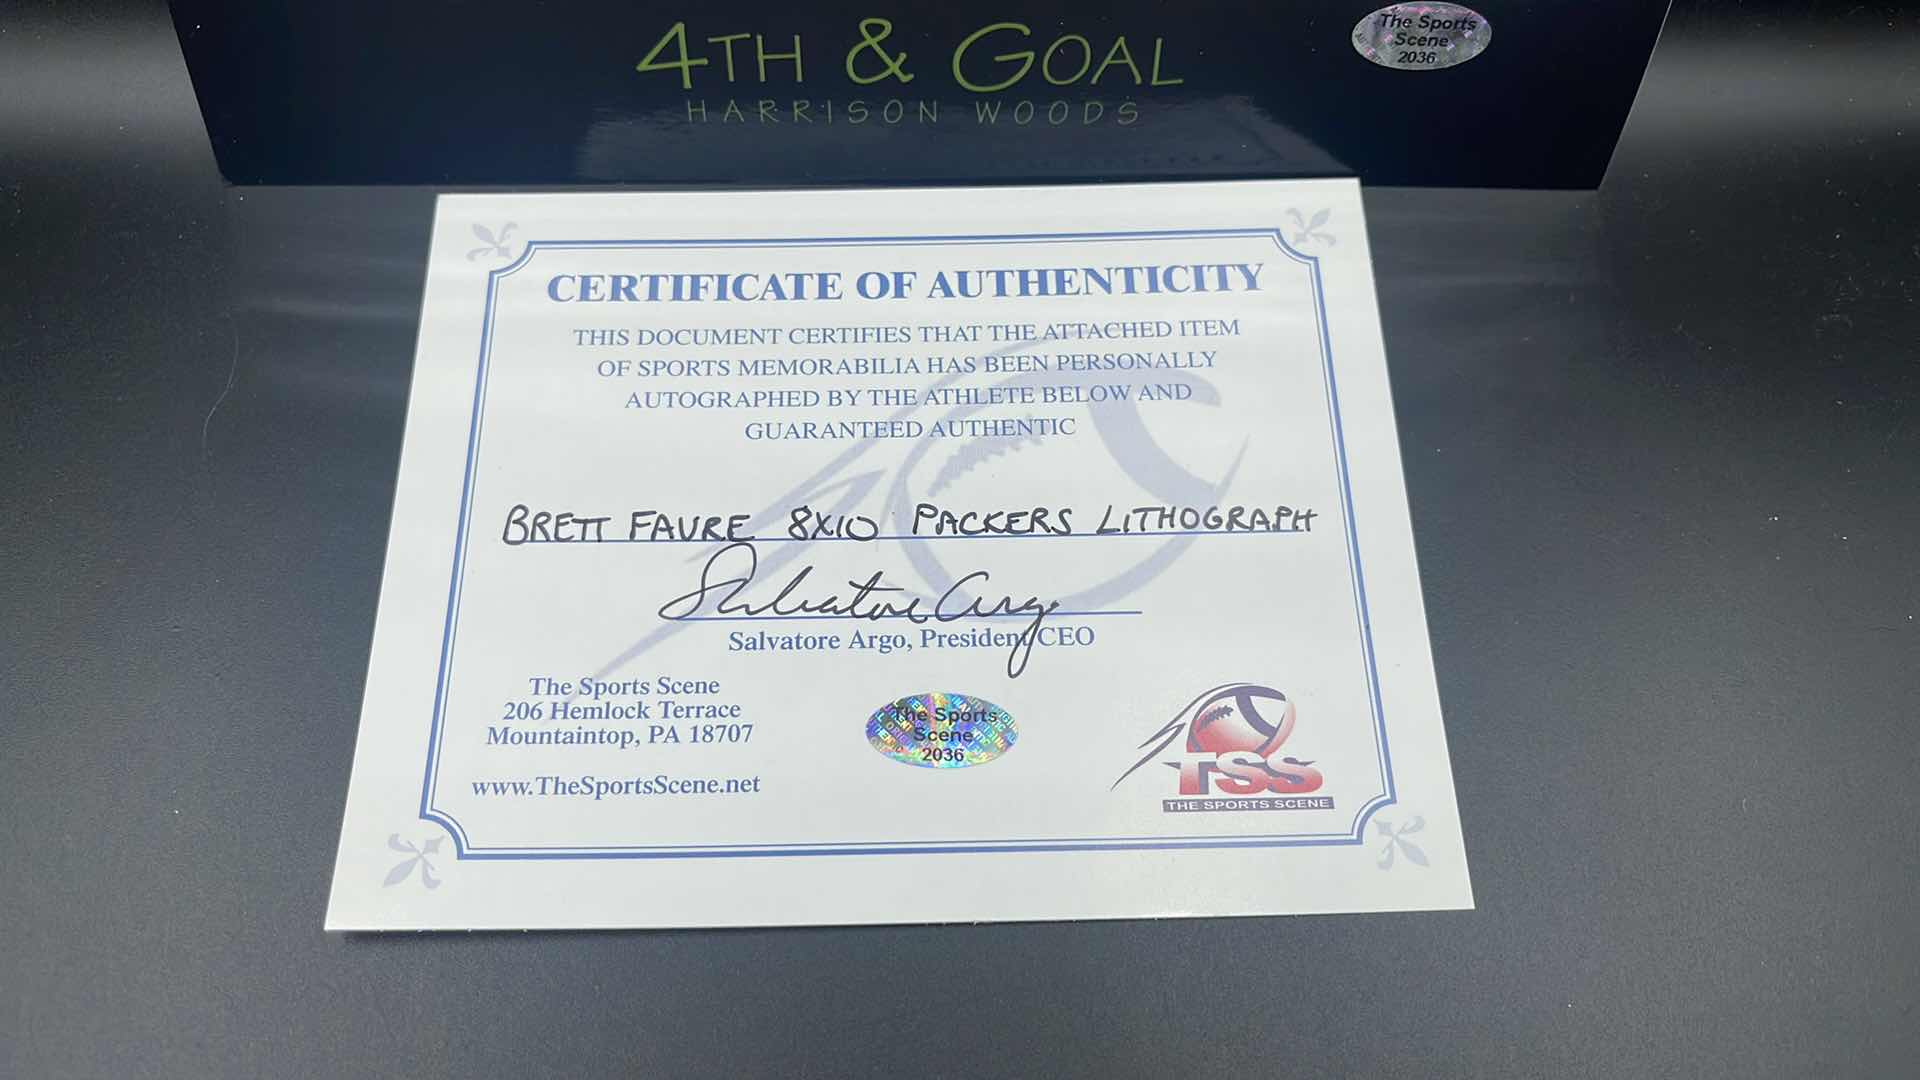 4TH & GOAL
HARRISON WOODS
The Sports
Scene
2036
CERTIFICATE OF AUTHENTICITY
THIS DOCUMENT CERTIFIES THAT THE ATTACHED ITEM
OF SPORTS MEMORABILIA HAS BEEN PERSONALLY
AUTOGRAPHED BY THE ATHLETE BELOW AND
GUARANTEED AUTHENTIC
BRETT FAVRE 8X10 PACKERS LITHOGRAPH
Salvatore Argo
Salvatore Argo, President/CEO
The Sports Scene
206 Hemlock Terrace
Mountaintop, PA 18707
www.TheSportsScene.net
The Sports
Scene
2036
TSS
THE SPORTS SCENE